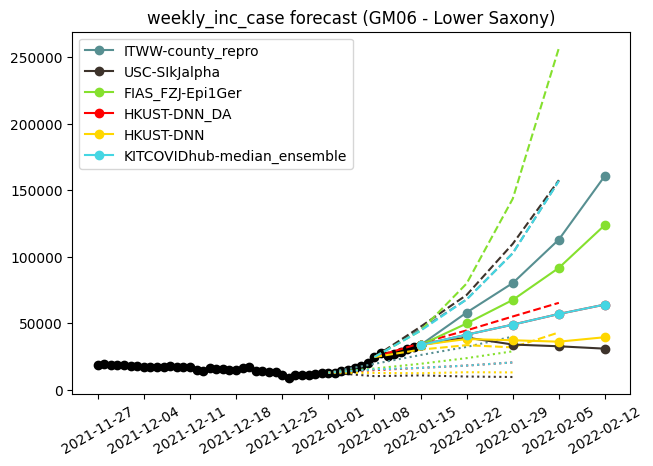 weekly_inc_case forecast (GM06 - Lower Saxony)
250000
200000
150000
100000
50000
0
ITWW-county_repro
USC-SIkJalpha
FIAS_FZJ-Epi1Ger
HKUST-DNN_DA
HKUST-DNN
KITCOVIDhub-median_ensemble
2021-11-27
2021-12-04
2021-12-11
2021-12-18
2021-12-25
2022-01-01
2022-01-08
2022-01-15
2022-01-22
2022-01-29
2022-02-05
2022-02-12